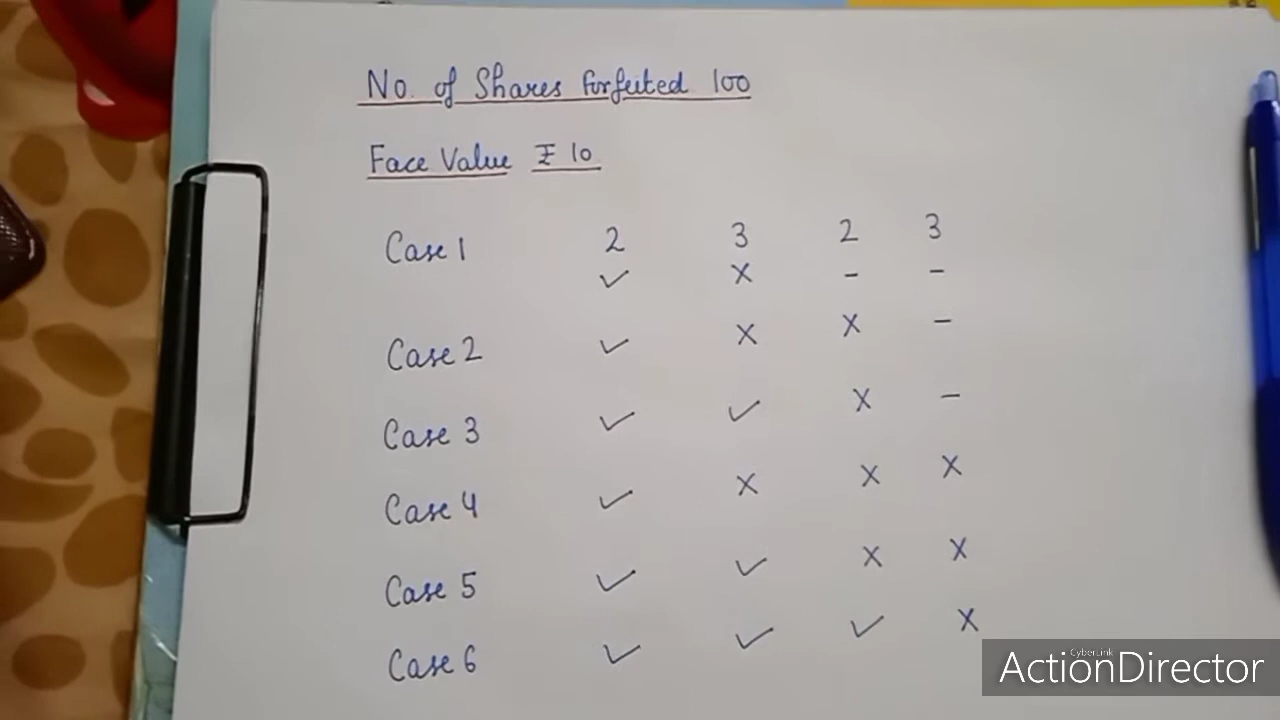 No. of Shares forfeited 100
Face Value ₹ 10
Case 1 2 3 2 3
✓ X - -
Case 2 ✓ X X -
Case 3 ✓ ✓ X -
Case 4 ✓ X X X
Case 5 ✓ ✓ X X
Case 6 ✓ ✓ ✓ X
CyberLink
ActionDirector